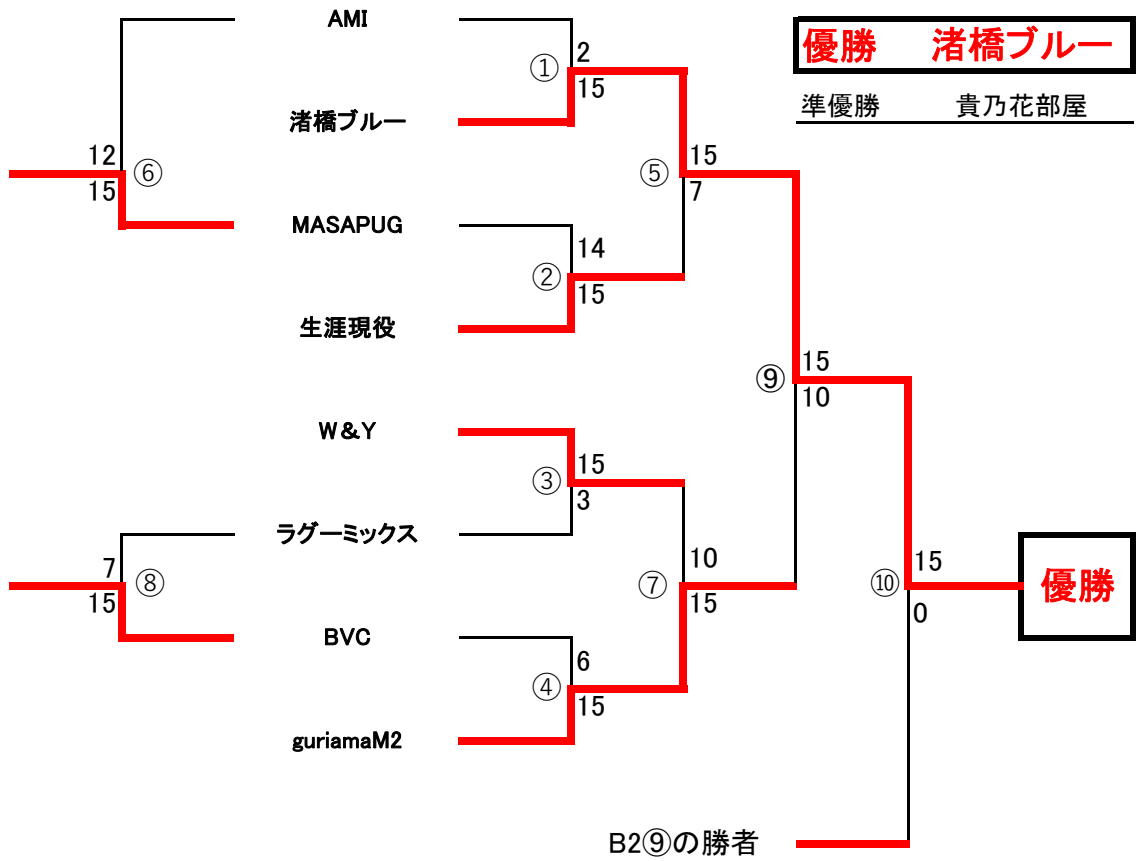 AMI
優勝 渚橋ブルー
① 2
15
準優勝 貴乃花部屋
渚橋ブルー
12 ⑥
15
⑤ 15
7
MASAPUG
② 14
15
生涯現役
⑨ 15
10
W&Y
③ 15
3
ラグーミックス
7 ⑧
15
⑦ 10
15
⑩ 15
0
優勝
BVC
④ 6
15
guriamaM2
B2⑨の勝者